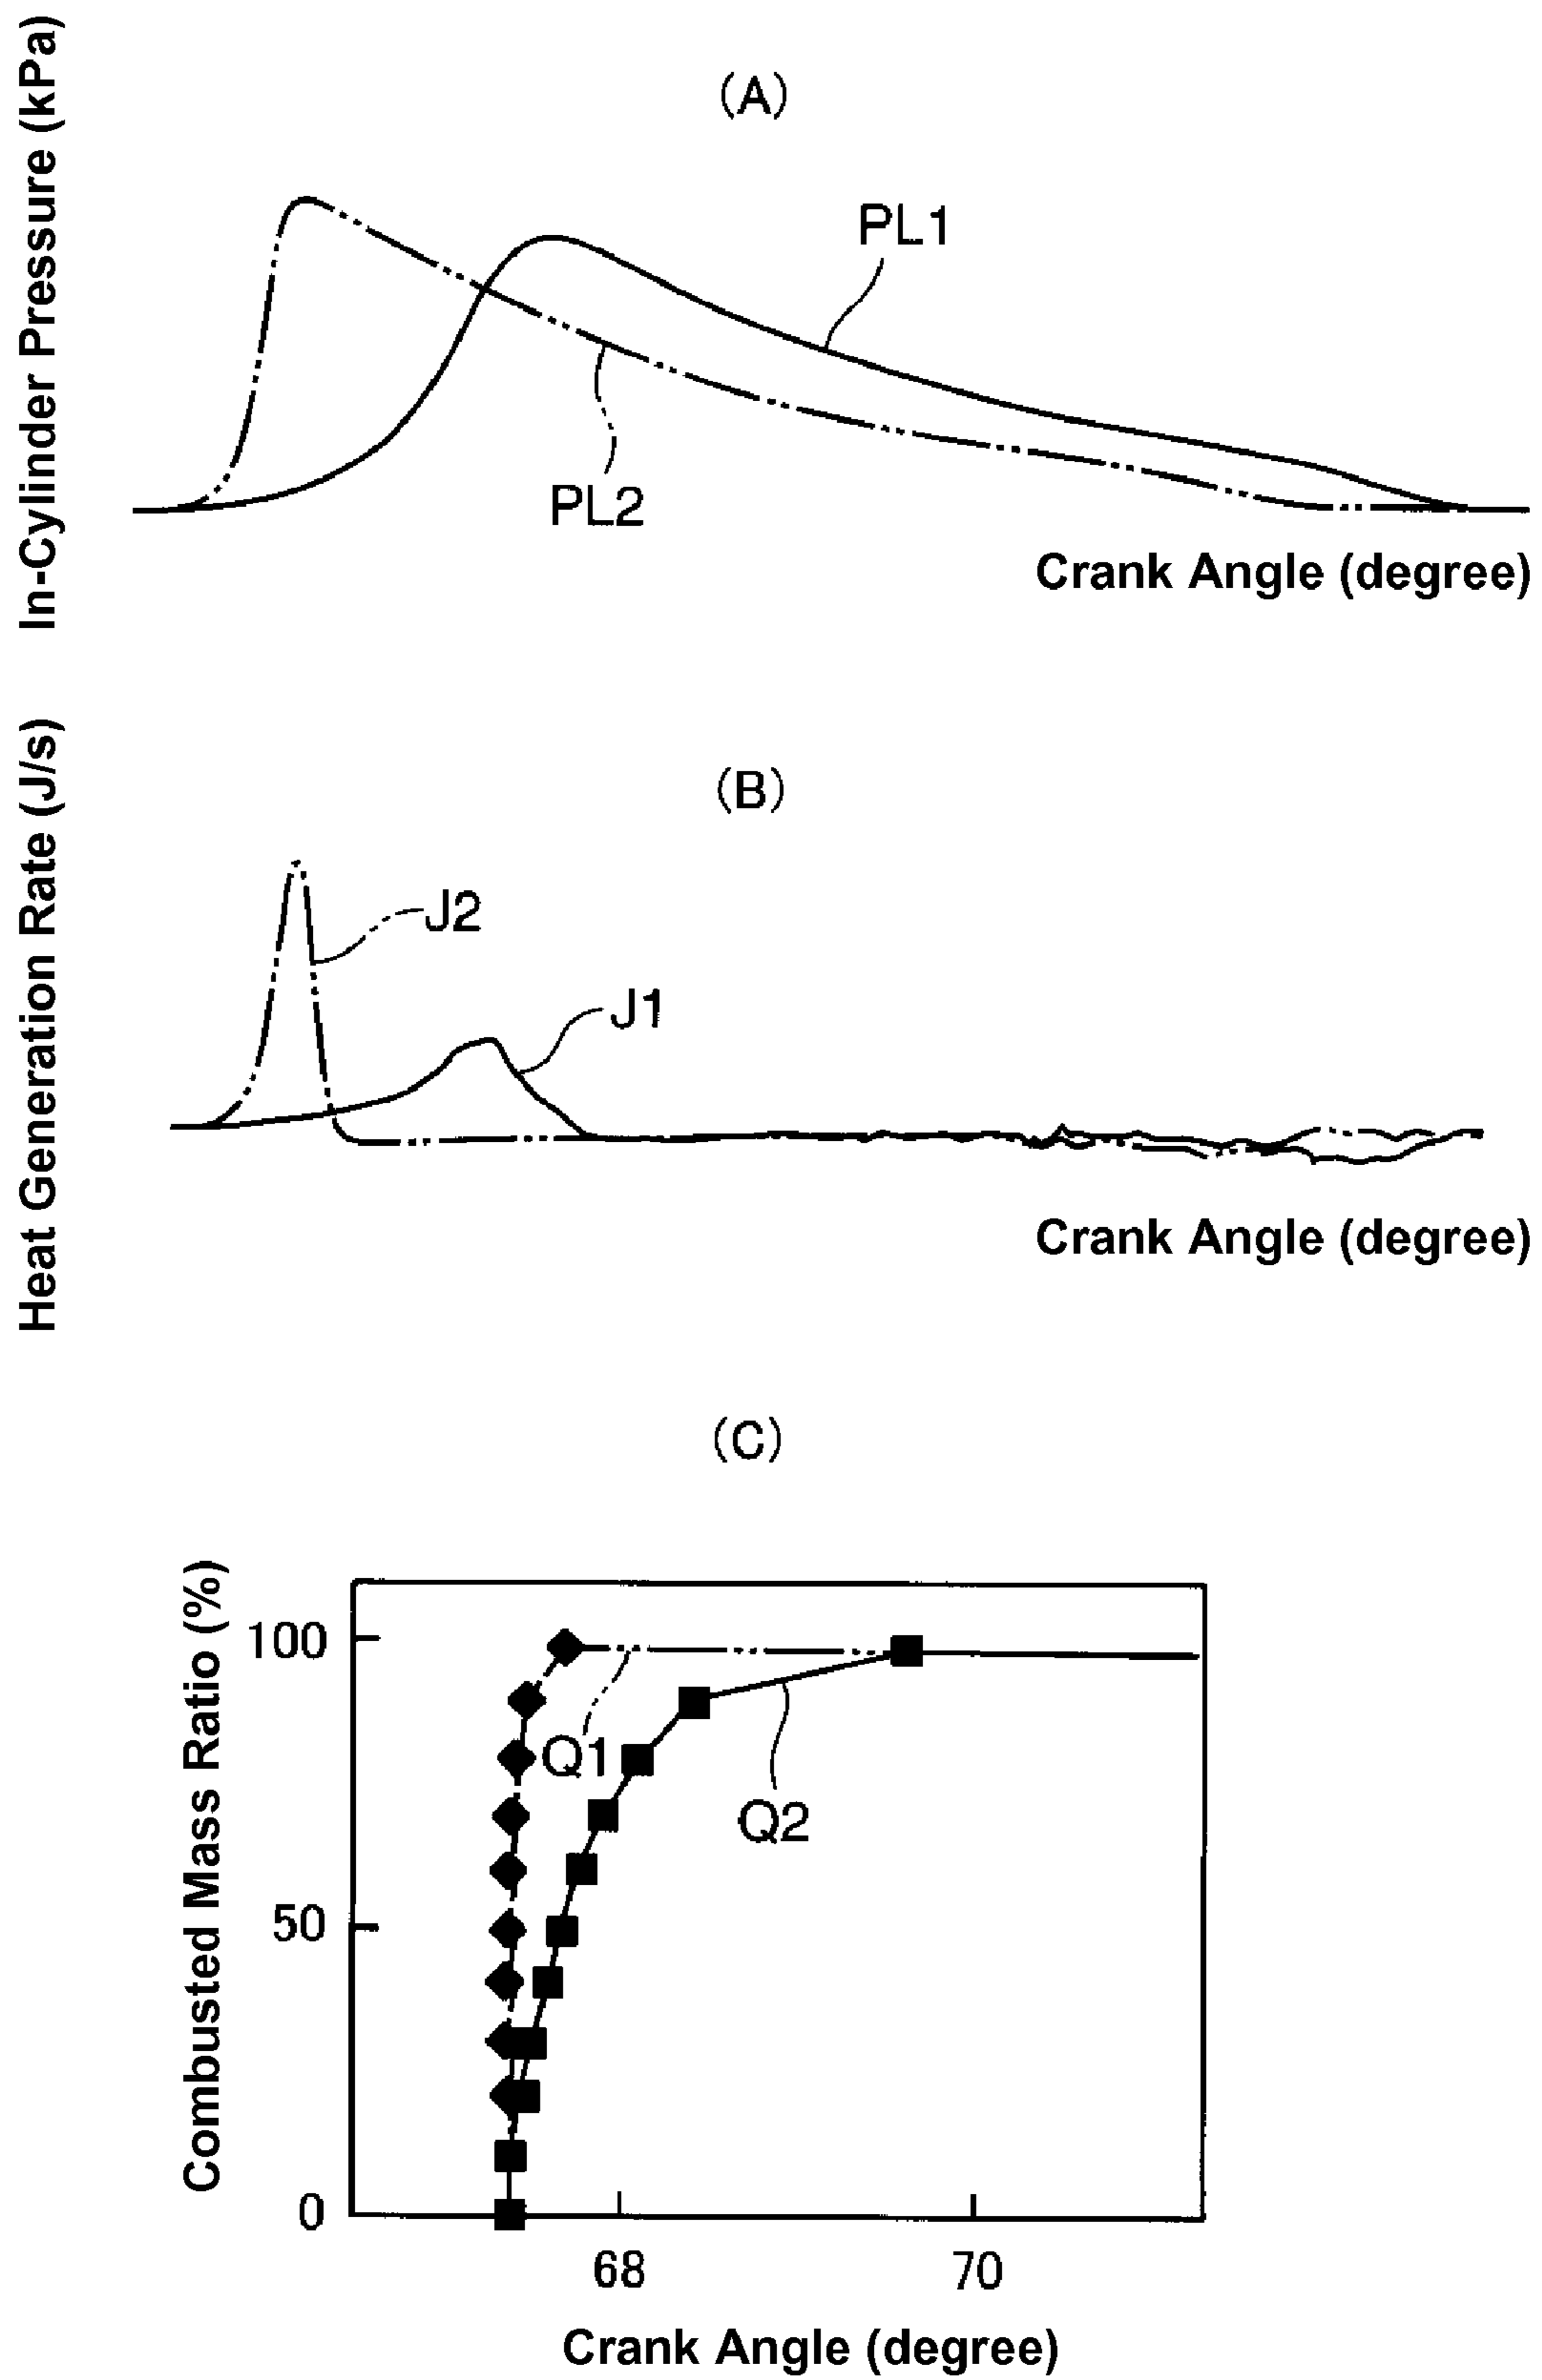 (A)
In-Cylinder Pressure (kPa)
PL1
PL2
Crank Angle (degree)
(B)
Heat Generation Rate (J/s)
J2
J1
Crank Angle (degree)
(C)
Combusted Mass Ratio (%)
100
50
0
Q1
Q2
68
70
Crank Angle (degree)